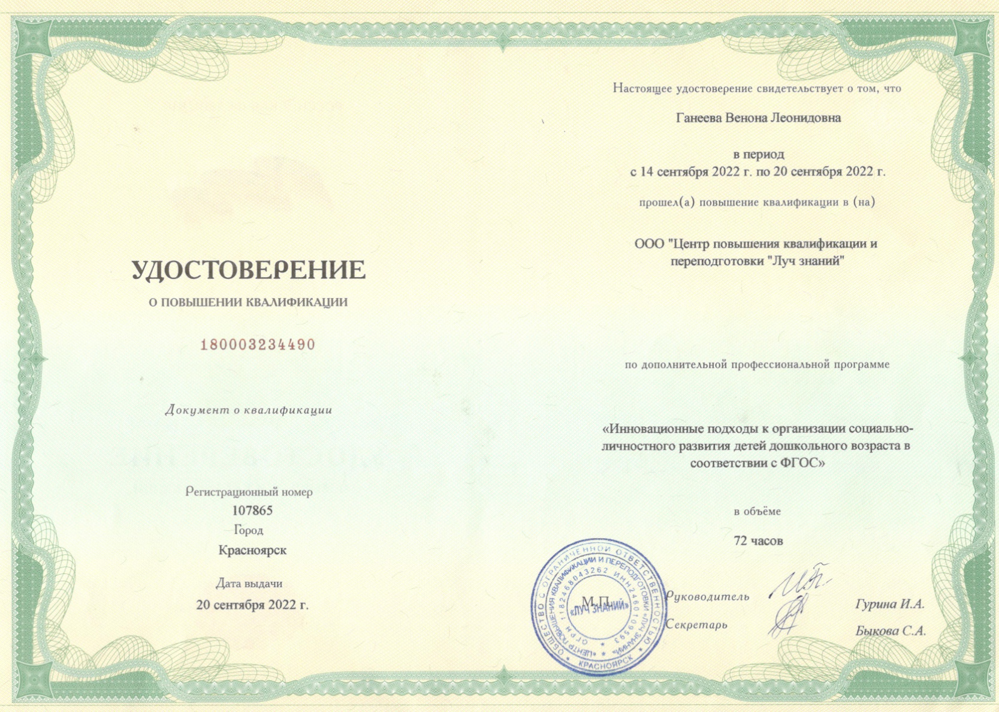 УДОСТОВЕРЕНИЕ
О ПОВЫШЕНИИ КВАЛИФИКАЦИИ
180003234490
Документ о квалификации
Регистрационный номер
107865
Город
Красноярск
Дата выдачи
20 сентября 2022 г.
Настоящее удостоверение свидетельствует о том, что
Ганеева Венона Леонидовна
в период
с 14 сентября 2022 г. по 20 сентября 2022 г.
прошел(а) повышение квалификации в (на)
ООО "Центр повышения квалификации и
переподготовки "Луч знаний"
по дополнительной профессиональной программе
«Инновационные подходы к организации социально-
личностного развития детей дошкольного возраста в
соответствии с ФГОС»
в объёме
72 часов
М.П.
Руководитель
Гурина И.А.
Секретарь
Быкова С.А.
ОБЩЕСТВО С ОГРАНИЧЕННОЙ ОТВЕТСТВЕННОСТЬЮ
* КРАСНОЯРСК *
«ЦЕНТР ПОВЫШЕНИЯ КВАЛИФИКАЦИИ И ПЕРЕПОДГОТОВКИ «ЛУЧ ЗНАНИЙ»
ОГРН 1182468043262 ИНН 2460109593
«ЛУЧ ЗНАНИЙ»